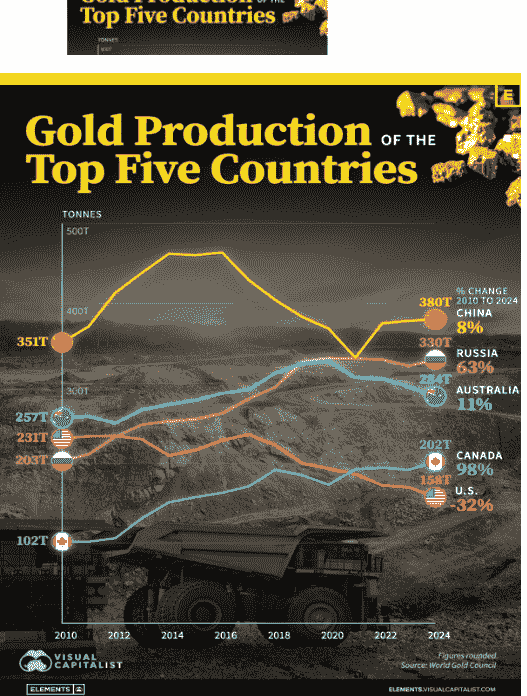 Gold Production OF THE
Top Five Countries
TONNES
500T
Gold Production OF THE
Top Five Countries
TONNES
500T
400T
300T
% CHANGE
2010 TO 2024
380T CHINA
8%
351T
330T RUSSIA
63%
284T AUSTRALIA
11%
257T
231T
203T
202T CANADA
98%
158T U.S.
-32%
102T
2010 2012 2014 2016 2018 2020 2022 2024
VISUAL
CAPITALIST
Figures rounded
Source: World Gold Council
ELEMENTS
ELEMENTS.VISUALCAPITALIST.COM